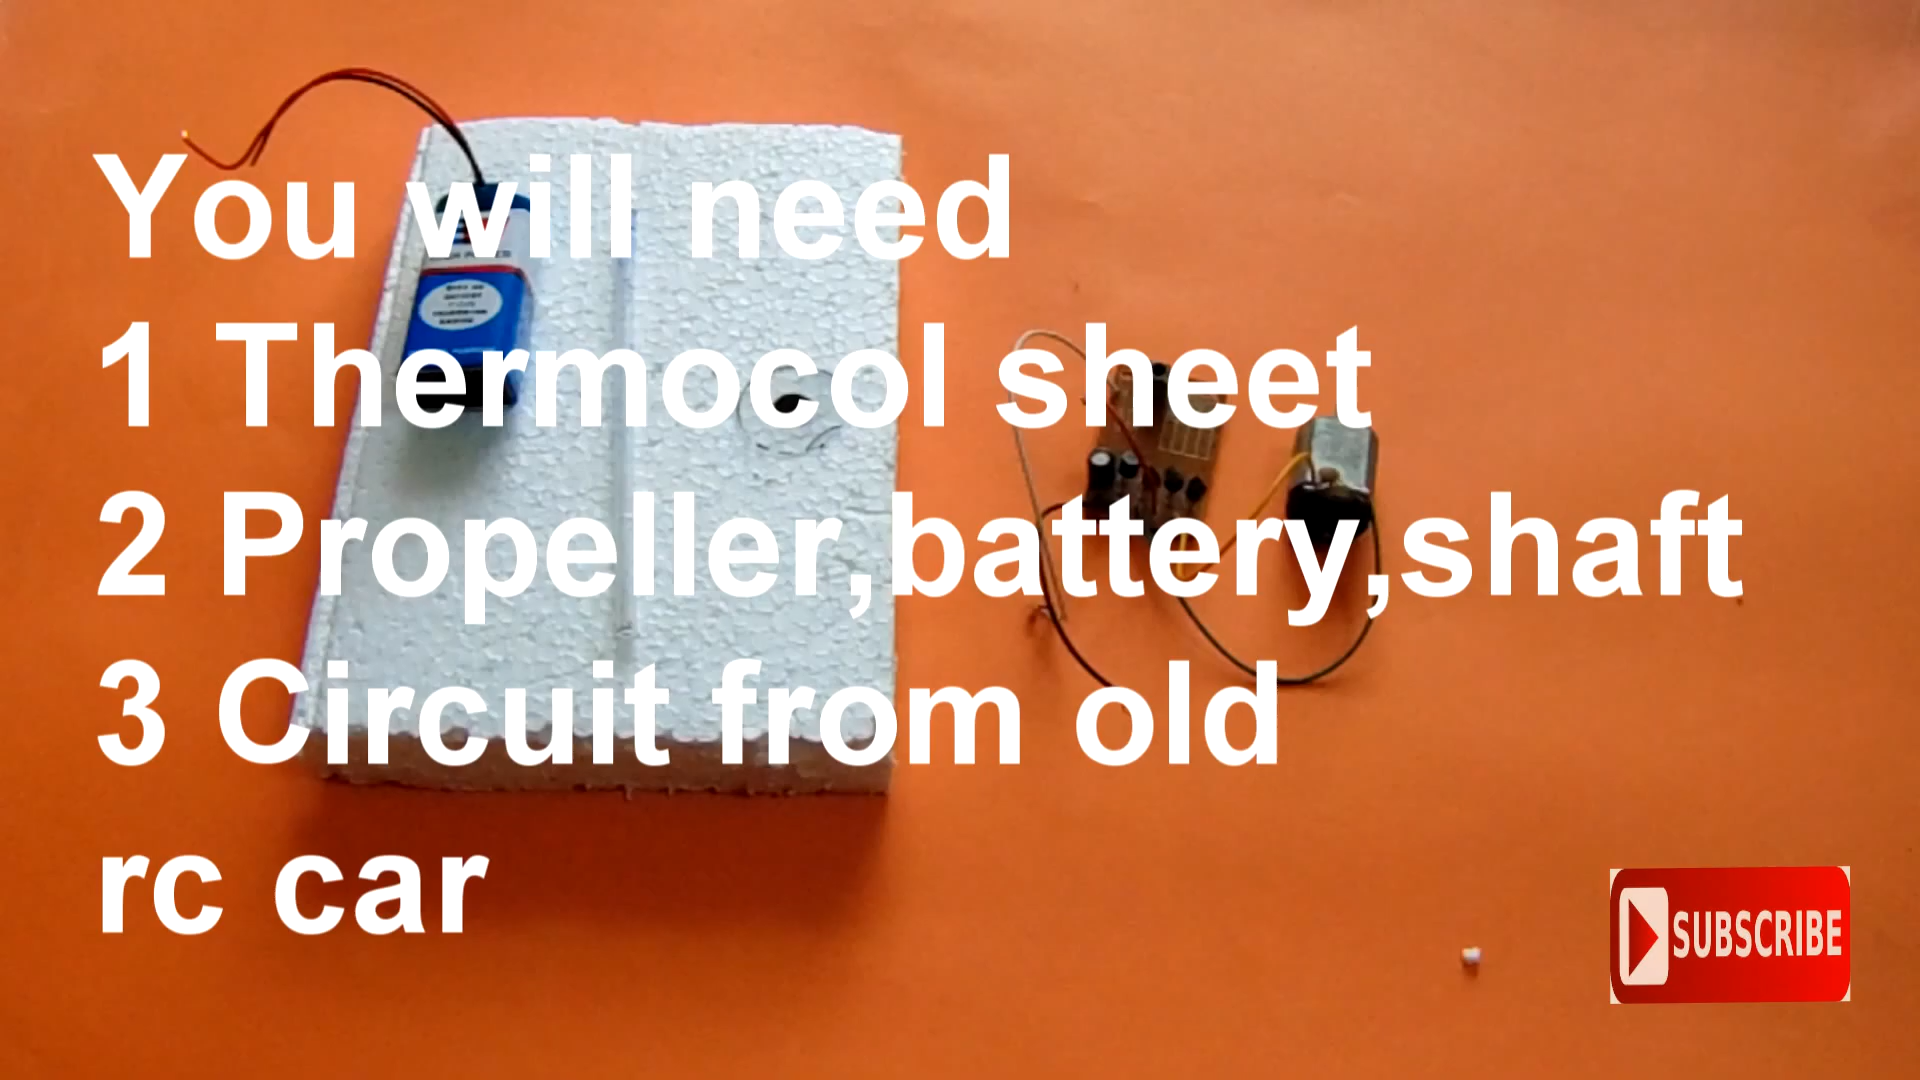 You will need
1 Thermocol sheet
2 Propeller,battery,shaft
3 Circuit from old
rc car
SUBSCRIBE